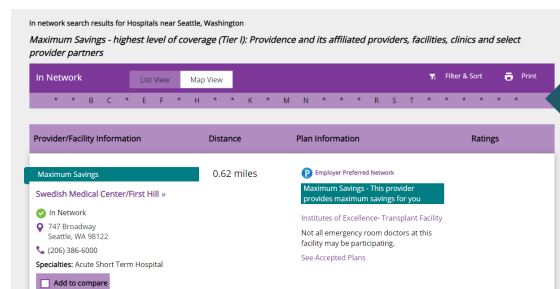 In network search results for Hospitals near Seattle, Washington
Maximum Savings - highest level of coverage (Tier I): Providence and its affiliated providers, facilities, clinics and select
provider partners
In Network List View Map View Filter & Sort Print
* * B C * E F * H * * K * M N * * * R S T * * * * * *
Provider/Facility Information Distance Plan Information Ratings
Maximum Savings 0.62 miles P Employer Preferred Network
Maximum Savings - This provider
provides maximum savings for you
Swedish Medical Center/First Hill »
In Network
747 Broadway
Seattle, WA 98122
(206) 386-6000
Specialties: Acute Short Term Hospital
Add to compare
Institutes of Excellence- Transplant Facility
Not all emergency room doctors at this
facility may be participating.
See Accepted Plans